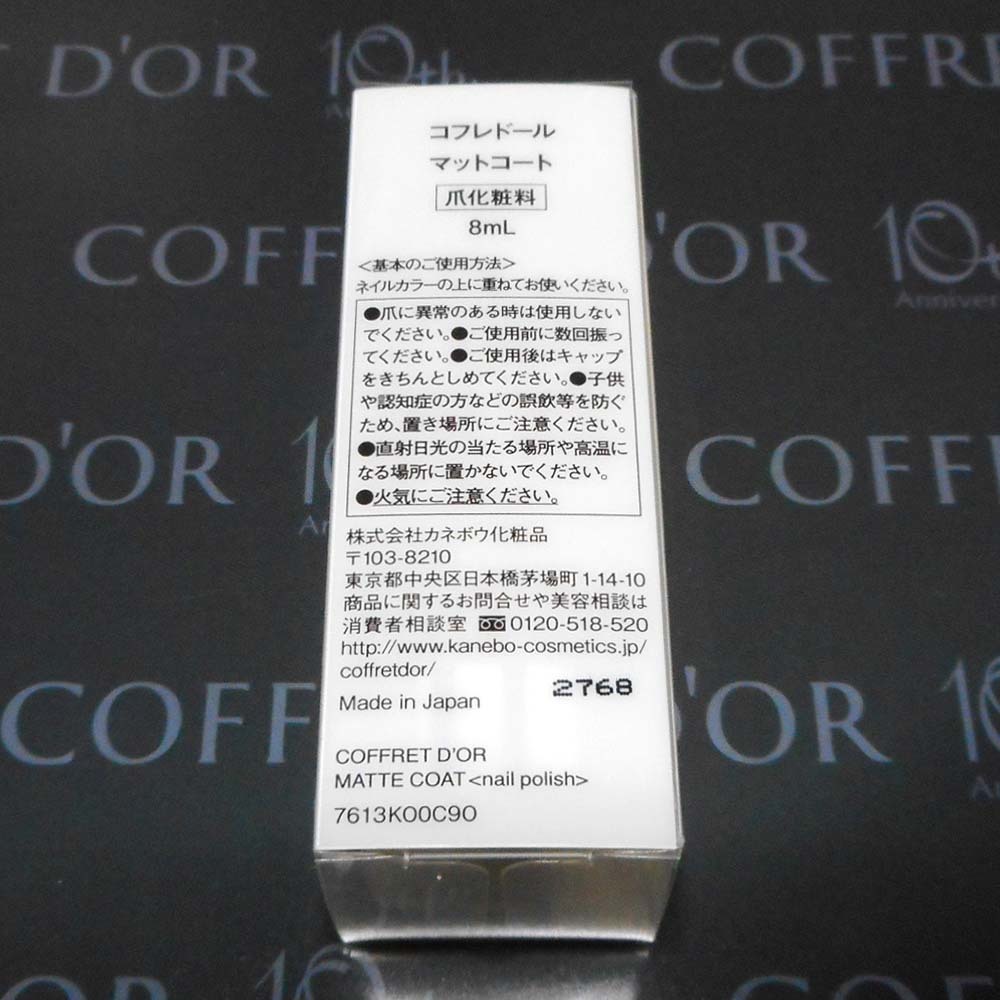 D'OR 10th COFFRET
Anniversary
コフレドール
マットコート
爪化粧料
8mL
COFFRET D'OR 10th
Anniver
<基本のご使用方法>
ネイルカラーの上に重ねてお使いください。
●爪に異常のある時は使用しない
でください。●ご使用前に数回振っ
てください。●ご使用後はキャップ
をきちんとしめてください。●子供
や認知症の方などの誤飲等を防ぐ
ため、置き場所にご注意ください。
●直射日光の当たる場所や高温に
なる場所に置かないでください。
●火気にご注意ください。
D'OR 10th COFFRET
An
株式会社カネボウ化粧品
〒103-8210
東京都中央区日本橋茅場町1-14-10
商品に関するお問合せや美容相談は
消費者相談室 0120-518-520
http://www.kanebo-cosmetics.jp/
coffretdor/
2768
Made in Japan
COFF D'OR 10
An
COFFRET D'OR
MATTE COAT<nail polish>
7613K00C90
T D'OR 10th COFFR